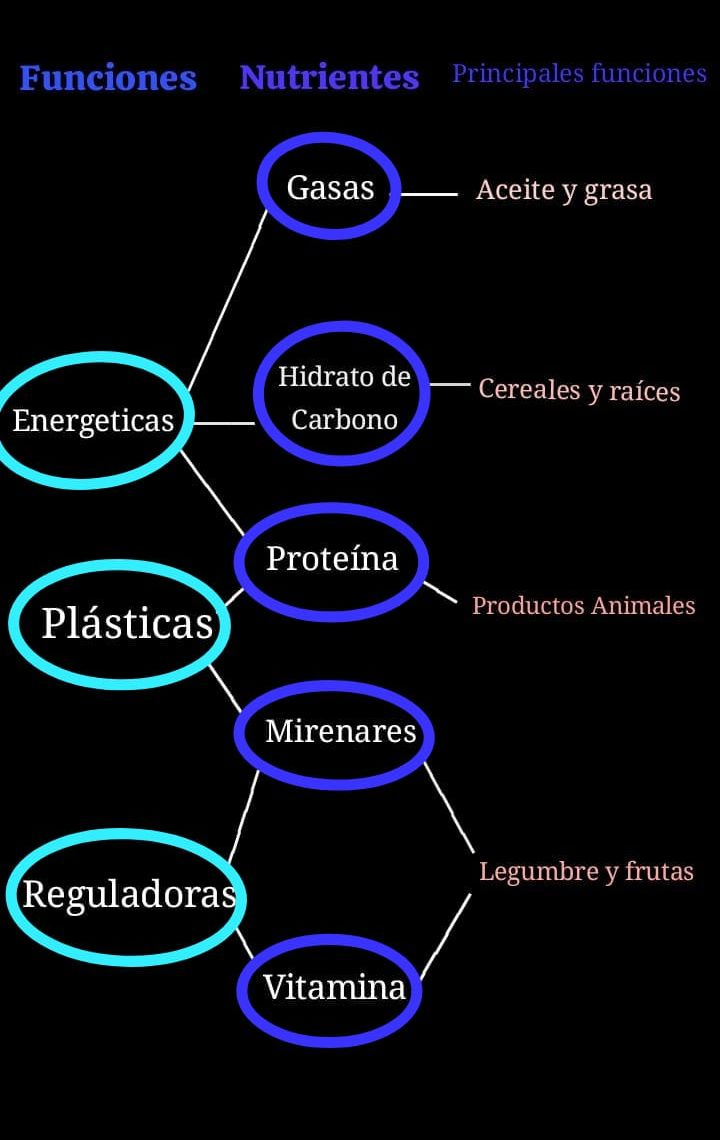 Funciones
Nutrientes
Principales funciones
Gasas
Aceite y grasa
Energeticas
Hidrato de
Carbono
Cereales y raíces
Proteína
Productos Animales
Plásticas
Mirenares
Legumbre y frutas
Reguladoras
Vitamina